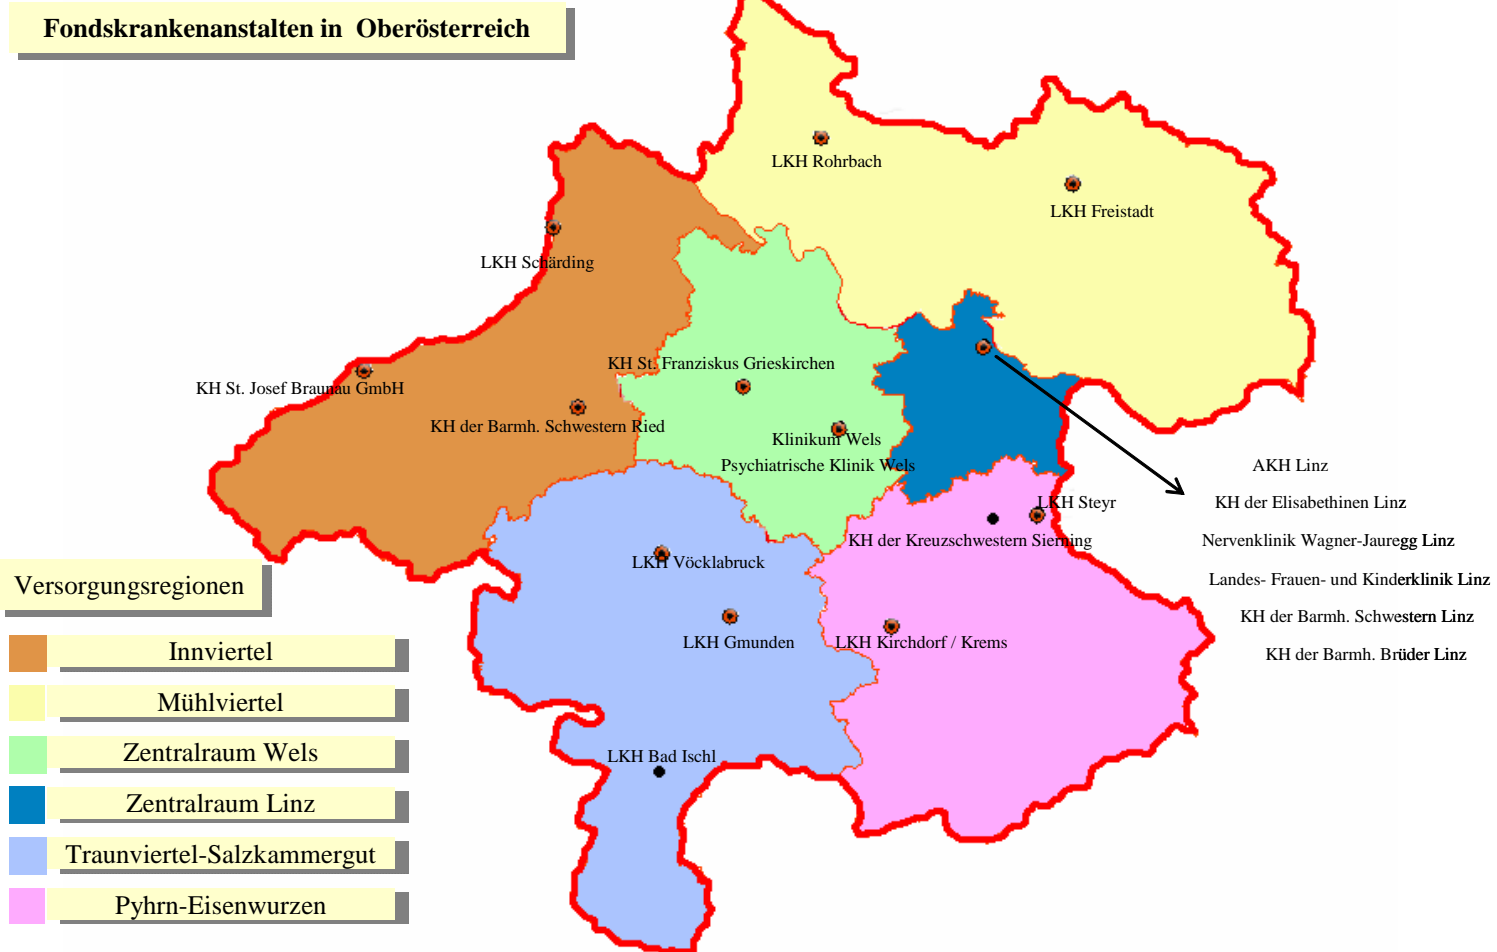 Fondskrankenanstalten in Oberösterreich
LKH Rohrbach
LKH Freistadt
LKH Schärding
KH St. Franziskus Grieskirchen
KH St. Josef Braunau GmbH
KH der Barmh. Schwestern Ried
Klinikum Wels
Psychiatrische Klinik Wels
AKH Linz
KH der Elisabethinen Linz
Nervenklinik Wagner-Jauregg Linz
Landes- Frauen- und Kinderklinik Linz
KH der Barmh. Schwestern Linz
KH der Barmh. Brüder Linz
LKH Steyr
KH der Kreuzschwestern Sierning
LKH Vöcklabruck
LKH Gmunden
LKH Kirchdorf / Krems
LKH Bad Ischl
Versorgungsregionen
Innviertel
Mühlviertel
Zentralraum Wels
Zentralraum Linz
Traunviertel-Salzkammergut
Pyhrn-Eisenwurzen